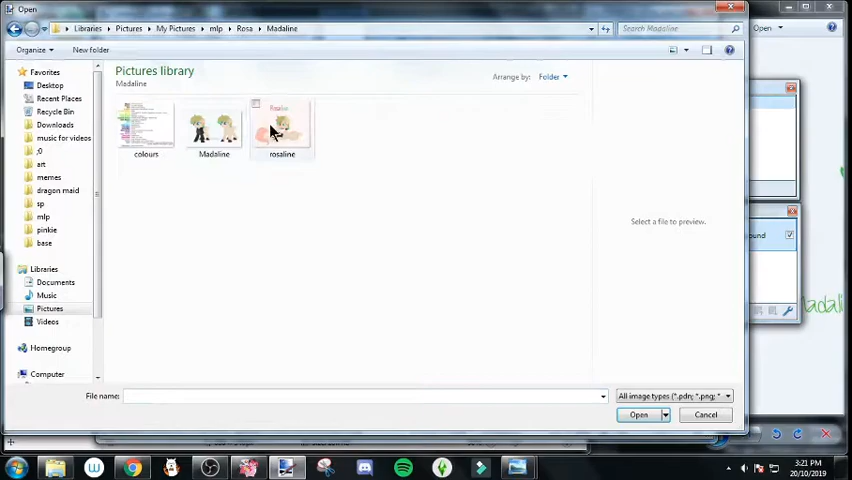 Open
Libraries
Pictures
My Pictures
mlp
Rosa
Madaline
Search Madaline
Open
Organize
New folder
Favorites
Desktop
Recent Places
Recycle Bin
Downloads
music for videos
;0
art
memes
dragon maid
sp
mlp
pinkie
base
Libraries
Documents
Music
Pictures
Videos
Homegroup
Computer
Pictures library
Madaline
Arrange by:
Folder
colours
Madaline
rosaline
Select a file to preview.
ound
Madali
File name:
All image types (*.pdn; *.png; *
Open
Cancel
3:21 PM
20/10/2019